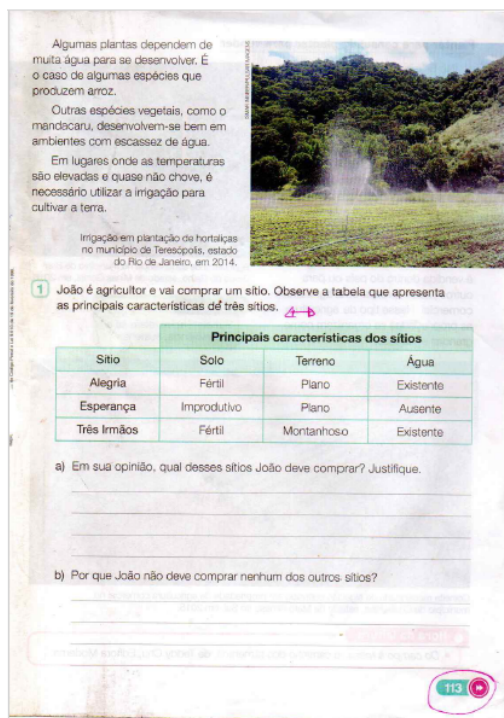 Algumas plantas dependem de
muita água para se desenvolver. É
o caso de algumas espécies que
produzem arroz.
Outras espécies vegetais, como o
mandacaru, desenvolvem-se bem em
ambientes com escassez de água.
Em lugares onde as temperaturas
são elevadas e quase não chove, é
necessário utilizar a irrigação para
cultivar a terra.
Irrigação em plantação de hortaliças
no município de Teresópolis, estado
do Rio de Janeiro, em 2014.
1 João é agricultor e vai comprar um sítio. Observe a tabela que apresenta
as principais características de três sítios.
Principais características dos sítios
Sítio Solo Terreno Água
Alegria Fértil Plano Existente
Esperança Improdutivo Plano Ausente
Três Irmãos Fértil Montanhoso Existente
a) Em sua opinião, qual desses sítios João deve comprar? Justifique.
b) Por que João não deve comprar nenhum dos outros sítios?
113